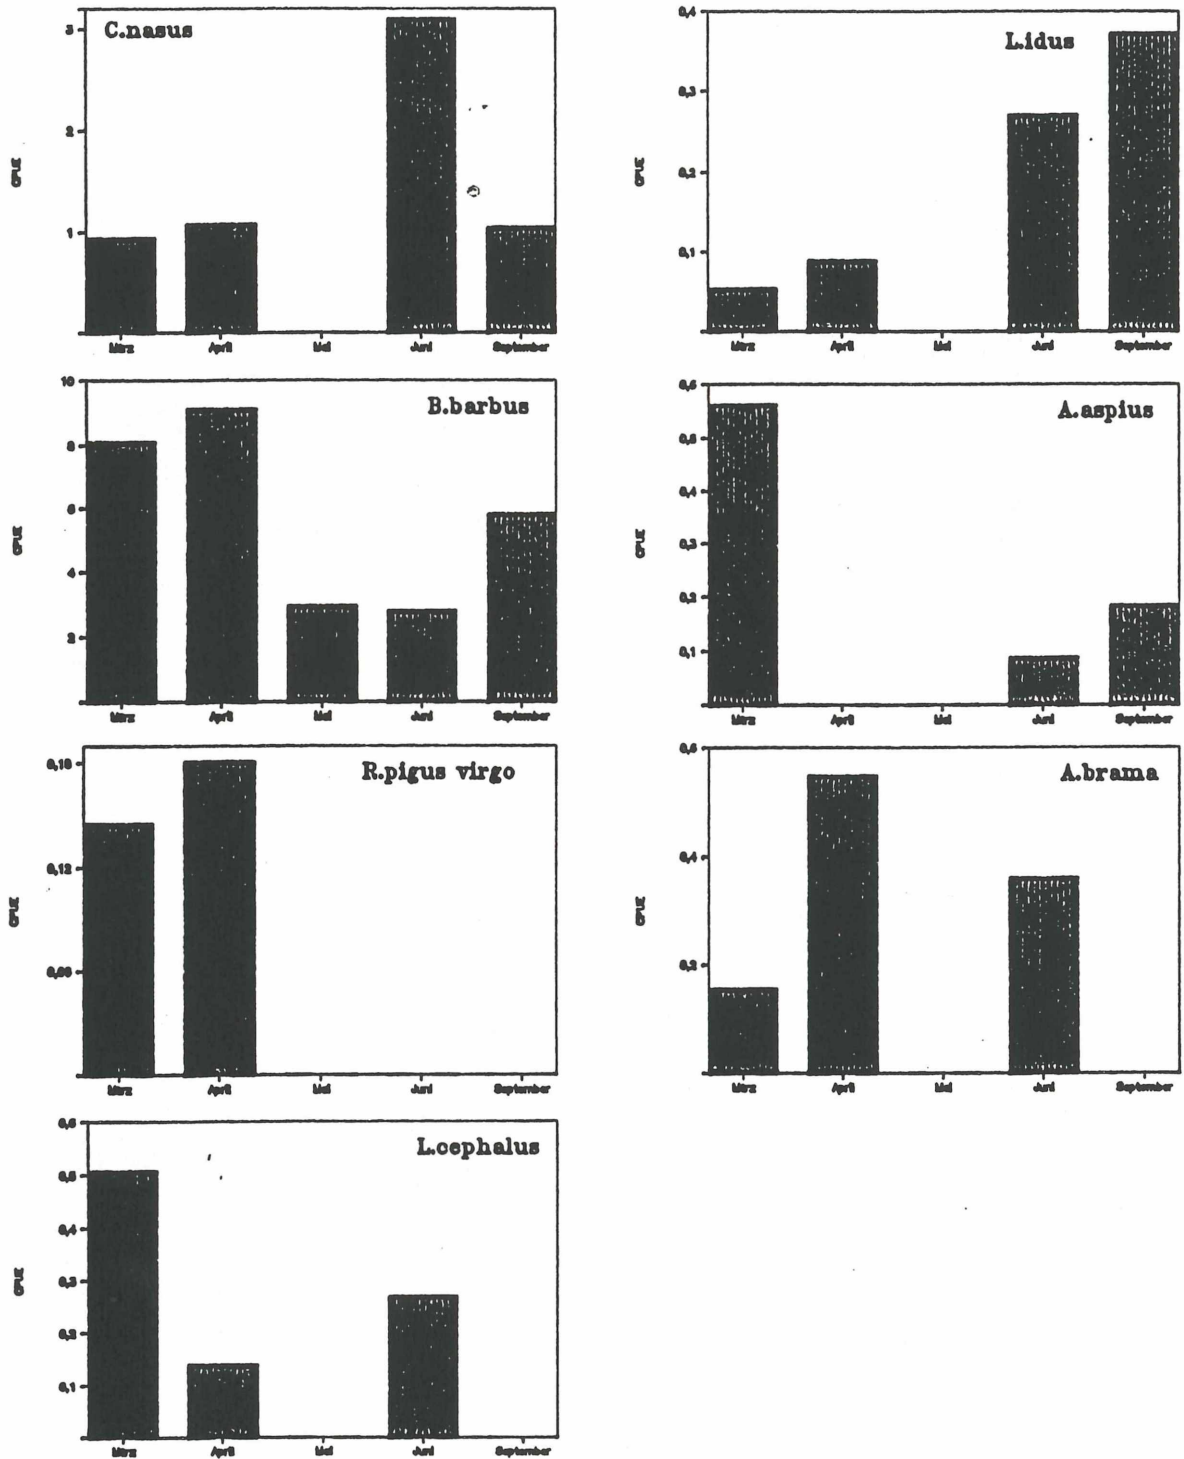 C.nasus
3
2
1
CPUE
März April Mai Juni September
L.idus
0,4
0,3
0,2
0,1
CPUE
März April Mai Juni September
B.barbus
10
8
6
4
2
CPUE
März April Mai Juni September
A.aspius
0,6
0,5
0,4
0,3
0,2
0,1
CPUE
März April Mai Juni September
R.pigus virgo
0,18
0,12
0,06
CPUE
März April Mai Juni September
A.brama
0,6
0,4
0,2
CPUE
März April Mai Juni September
L.cephalus
0,6
0,5
0,4
0,3
0,2
0,1
CPUE
März April Mai Juni September